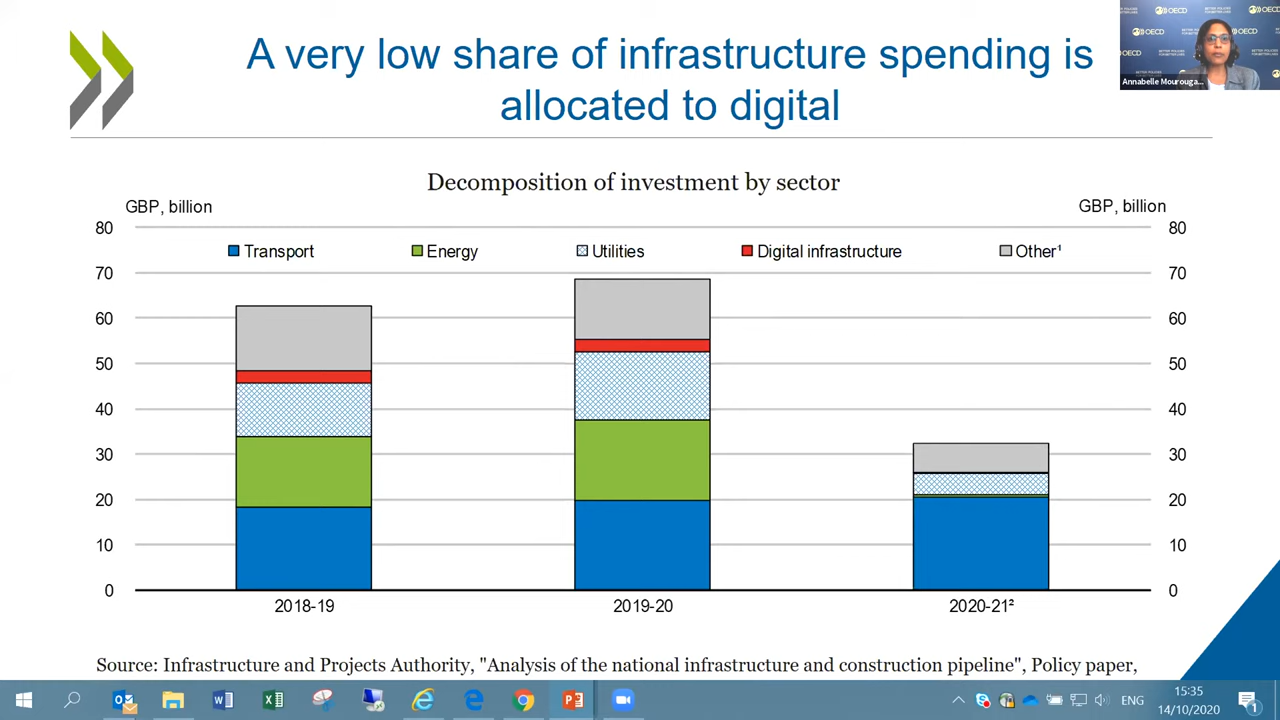 A very low share of infrastructure spending is
allocated to digital
OECD
Annabelle Mourouga...
Decomposition of investment by sector
GBP, billion
GBP, billion
80
80
Transport
Energy
Utilities
Digital infrastructure
Other¹
70
70
60
60
50
50
40
40
30
30
20
20
10
10
0
0
2018-19
2019-20
2020-21²
Source: Infrastructure and Projects Authority, "Analysis of the national infrastructure and construction pipeline", Policy paper,
ENG
15:35
14/10/2020
1